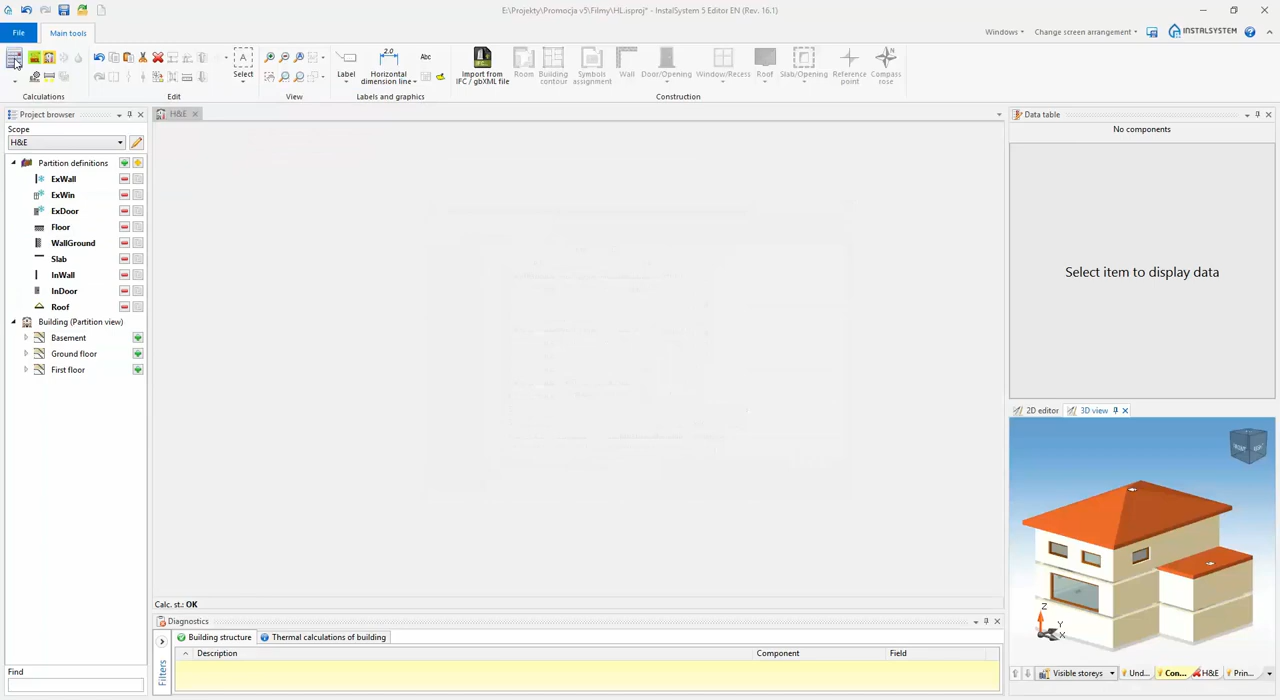 E:\Projekty\Promocja v5\Filmy\HL.isproj* - InstalSystem 5 Editor EN (Rev. 16.1)
File
Main tools
Windows
Change screen arrangement
INSTALSYSTEM
Calculations
Edit
Select
View
Label
2.0
Horizontal dimension line
Abc
Labels and graphics
Import from IFC / gbXML file
Room
Building contour
Symbols assignment
Wall
Door/Opening
Window/Recess
Roof
Slab/Opening
Reference point
Compass rose
Construction
Project browser
Scope
H&E
Partition definitions
ExWall
ExWin
ExDoor
Floor
WallGround
Slab
InWall
InDoor
Roof
Building (Partition view)
Basement
Ground floor
First floor
Find
H&E
Calc. st.: OK
Diagnostics
Building structure
Thermal calculations of building
Filters
Description
Component
Field
Data table
No components
Select item to display data
2D editor
3D view
Z
Y
X
Visible storeys
Und...
Con...
H&E
Prin...